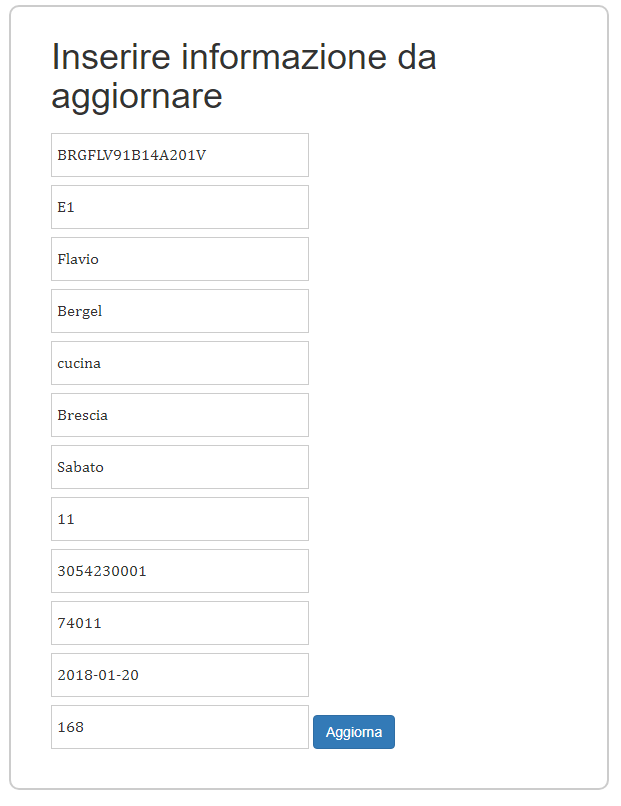 Inserire informazione da
aggiornare
BRGFLV91B14A201V
E1
Flavio
Bergel
cucina
Brescia
Sabato
11
3054230001
74011
2018-01-20
168
Aggiorna